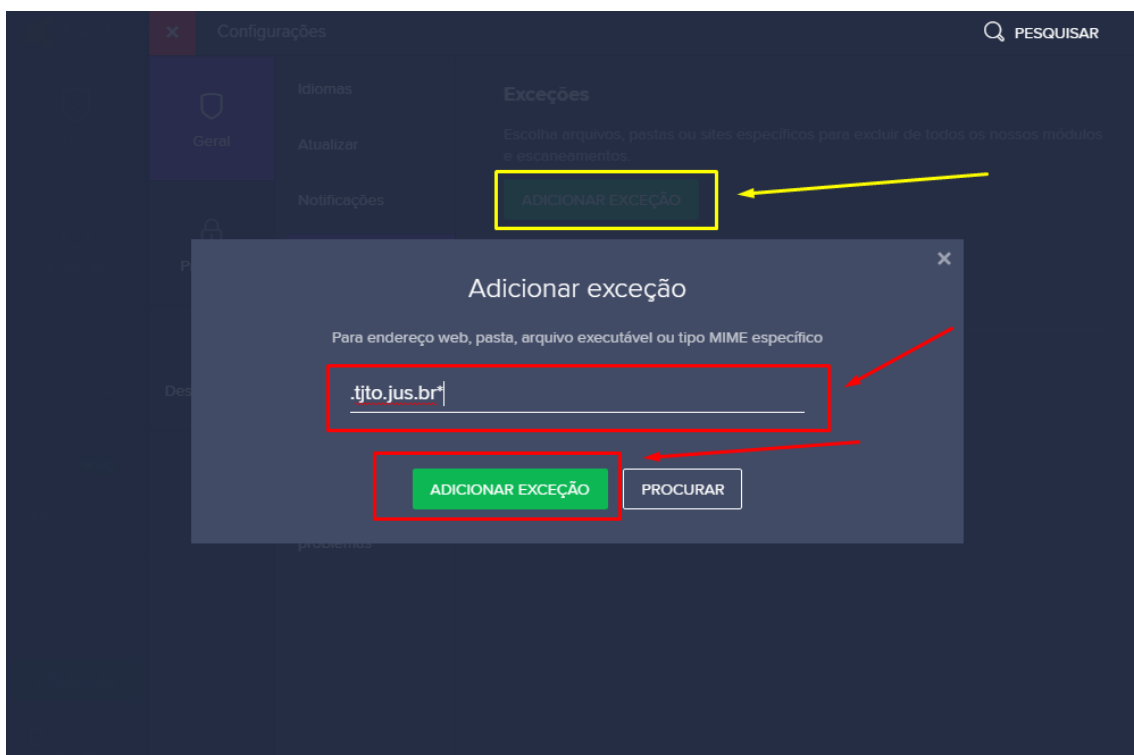 Configurações
PESQUISAR
Idiomas
Exceções
Geral
Escolha arquivos, pastas ou sites específicos para excluir de todos os nossos módulos
e escaneamentos.
Atualizar
ADICIONAR EXCEÇÃO
Notificações
Adicionar exceção
Para endereço web, pasta, arquivo executável ou tipo MIME específico
.tjto.jus.br*
Des
ADICIONAR EXCEÇÃO
PROCURAR
problemas